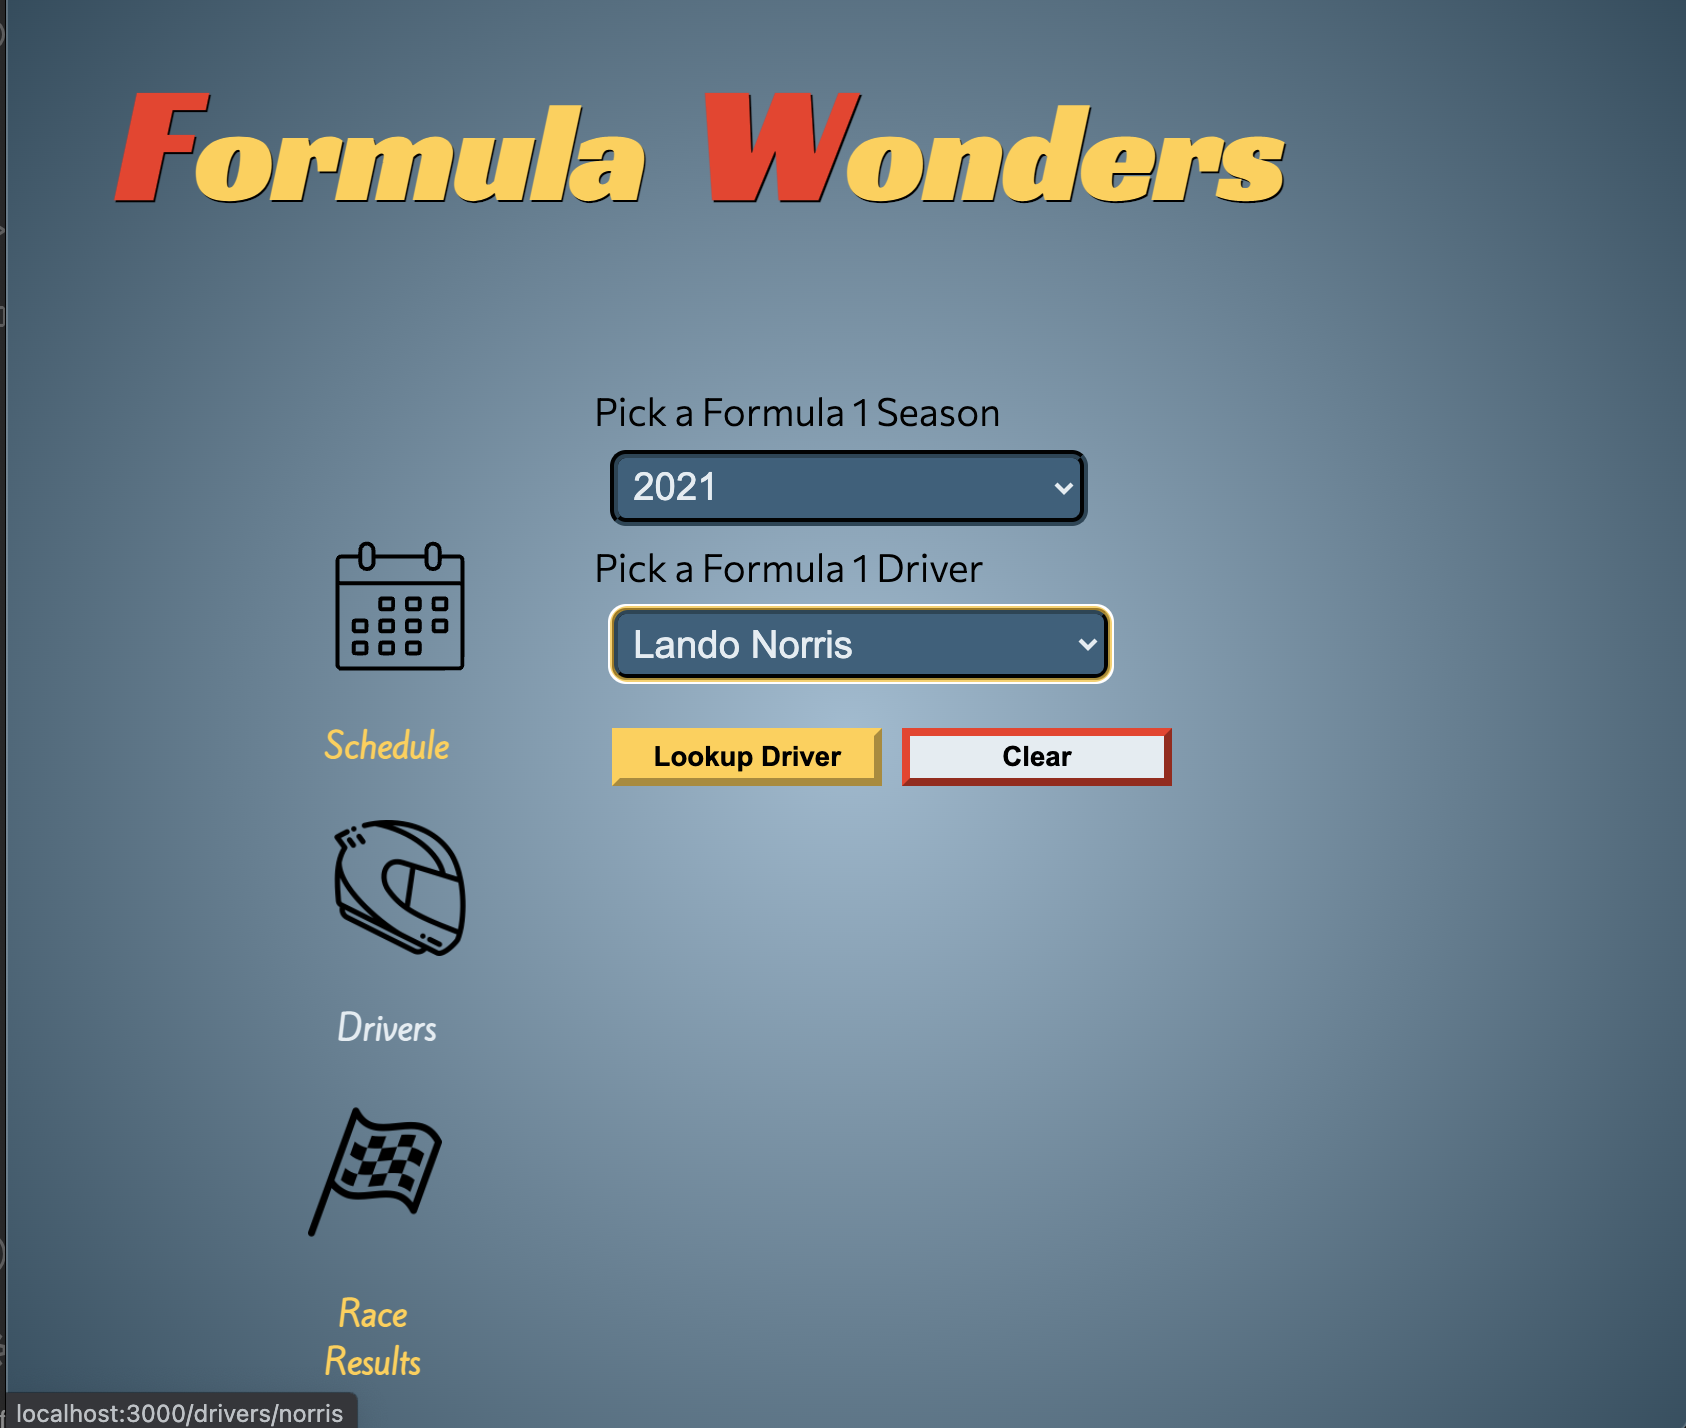 Formula Wonders
Pick a Formula 1 Season
2021
Pick a Formula 1 Driver
Lando Norris
Lookup Driver
Clear
Schedule
Drivers
Race
Results
localhost:3000/drivers/norris